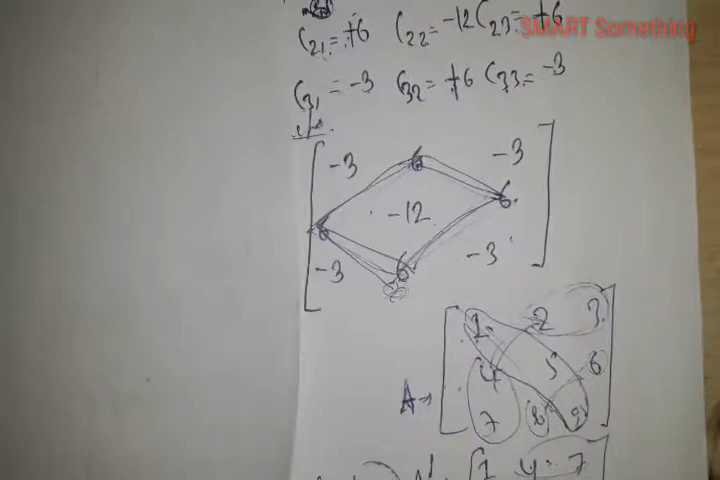 SMART Something
C21 = +6 C22 = -12 C23 = +6
C31 = -3 C32 = +6 C33 = -3
-3 6 -3
6 -12 6
-3 6 -3
1 2 3
A = 4 5 6
7 8 9
1 4 7